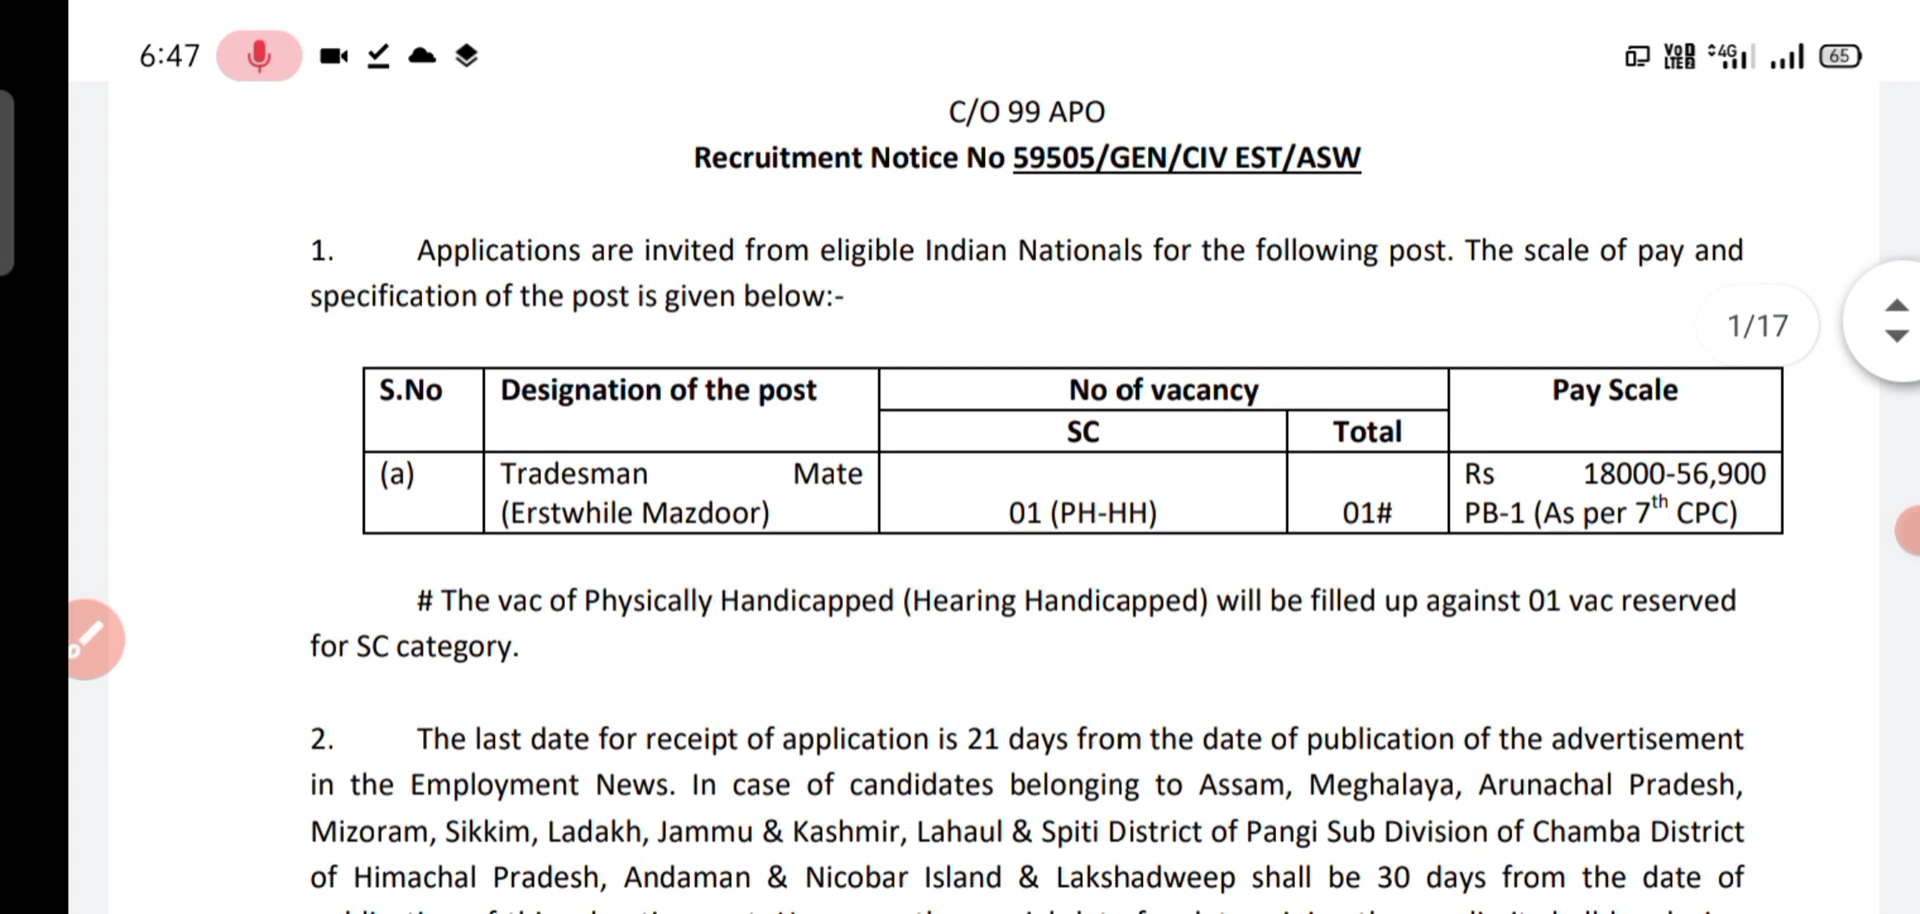 6:47
VoD LTE2 4G 65
C/O 99 APO
Recruitment Notice No 59505/GEN/CIV EST/ASW
1. Applications are invited from eligible Indian Nationals for the following post. The scale of pay and
specification of the post is given below:-
1/17
S.No Designation of the post No of vacancy Pay Scale
SC Total
(a) Tradesman Mate Rs 18000-56,900
(Erstwhile Mazdoor) 01 (PH-HH) 01# PB-1 (As per 7th CPC)
# The vac of Physically Handicapped (Hearing Handicapped) will be filled up against 01 vac reserved
for SC category.
2. The last date for receipt of application is 21 days from the date of publication of the advertisement
in the Employment News. In case of candidates belonging to Assam, Meghalaya, Arunachal Pradesh,
Mizoram, Sikkim, Ladakh, Jammu & Kashmir, Lahaul & Spiti District of Pangi Sub Division of Chamba District
of Himachal Pradesh, Andaman & Nicobar Island & Lakshadweep shall be 30 days from the date of